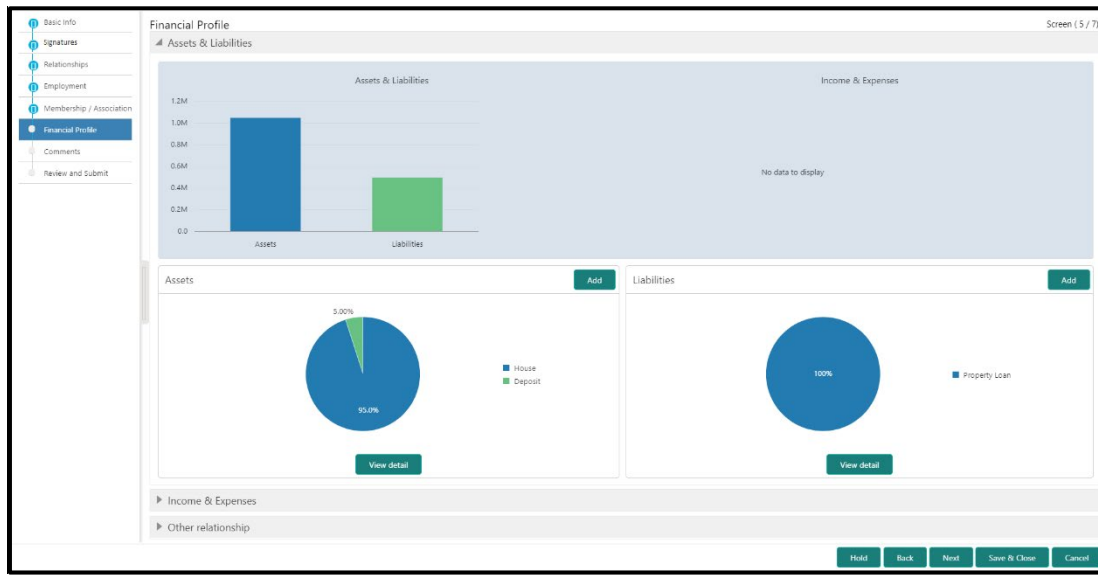 Basic Info
Signatures
Relationships
Employment
Membership / Association
Financial Profile
Comments
Review and Submit
Financial Profile
Screen ( 5 / 7)
Assets & Liabilities
Assets & Liabilities
1.2M
1.0M
0.8M
0.6M
0.4M
0.2M
0.0
Assets
Liabilities
Income & Expenses
No data to display
Assets
Add
5.00%
95.0%
House
Deposit
View detail
Liabilities
Add
100%
Property Loan
View detail
Income & Expenses
Other relationship
Hold
Back
Next
Save & Close
Cancel